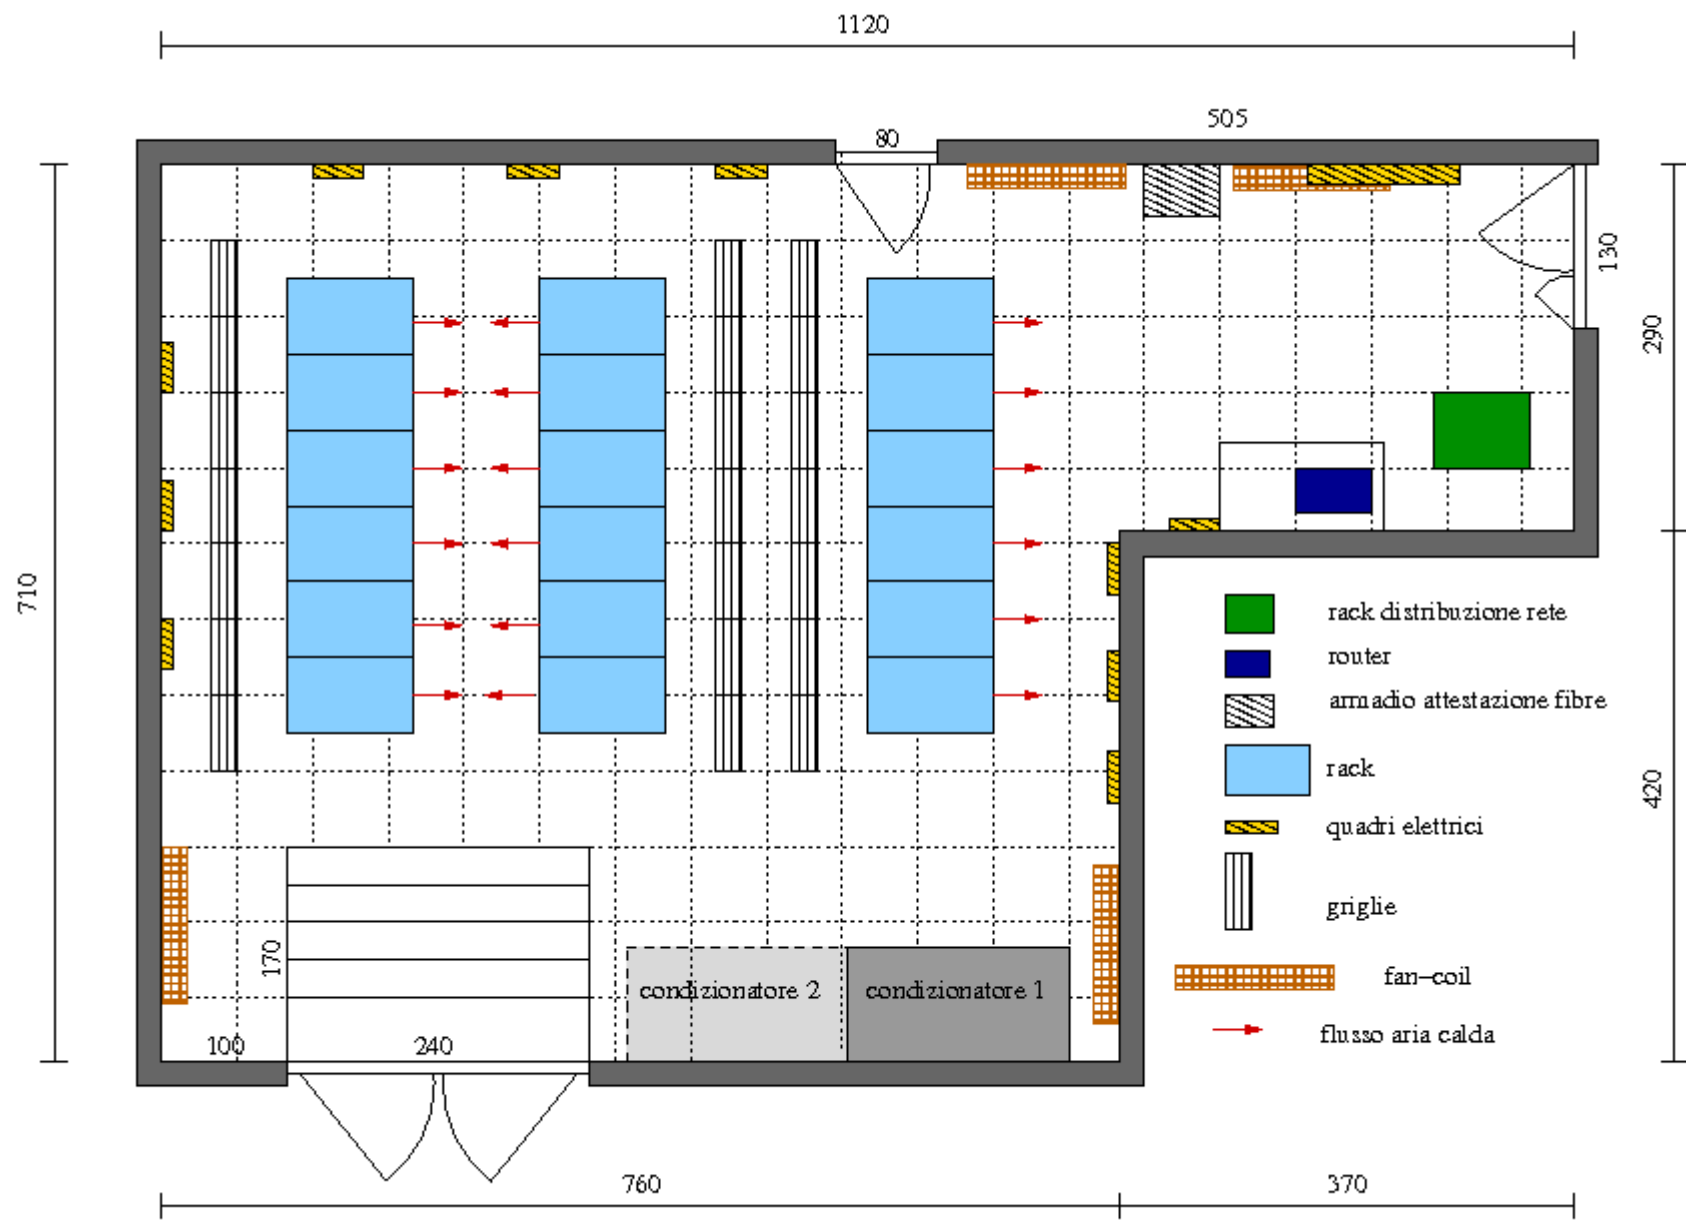 1120
505
80
130
290
710
rack distribuzione rete
router
armadio attestazione fibre
rack
420
quadri elettrici
griglie
170
fan-coil
condizionatore 2
condizionatore 1
flusso aria calda
100
240
760
370